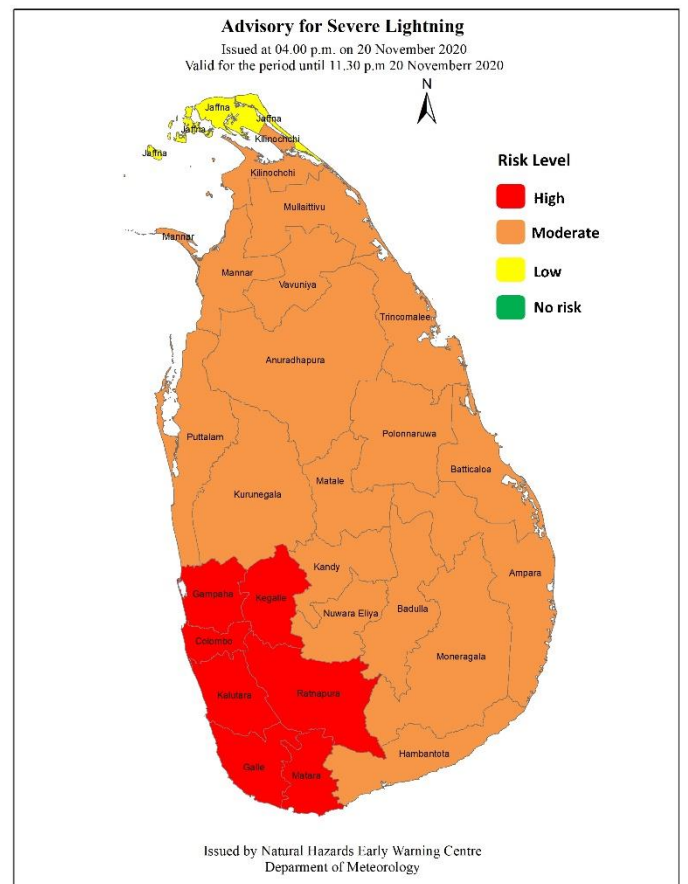 Advisory for Severe Lightning
Issued at 04.00 p.m. on 20 November 2020
Valid for the period until 11.30 p.m 20 Novemberr 2020
N
Jaffna
Jaffna
Jaffna
Jaffna
Kilinochchi
Kilinochchi
Mullaittivu
Mannar
Mannar
Vavuniya
Trincomalee
Anuradhapura
Puttalam
Polonnaruwa
Batticaloa
Matale
Kurunegala
Kandy
Ampara
Gampaha
Kegalle
Nuwara Eliya
Badulla
Colombo
Moneragala
Kalutara
Ratnapura
Hambantota
Galle
Matara
Risk Level
High
Moderate
Low
No risk
Issued by Natural Hazards Early Warning Centre
Deparment of Meteorology